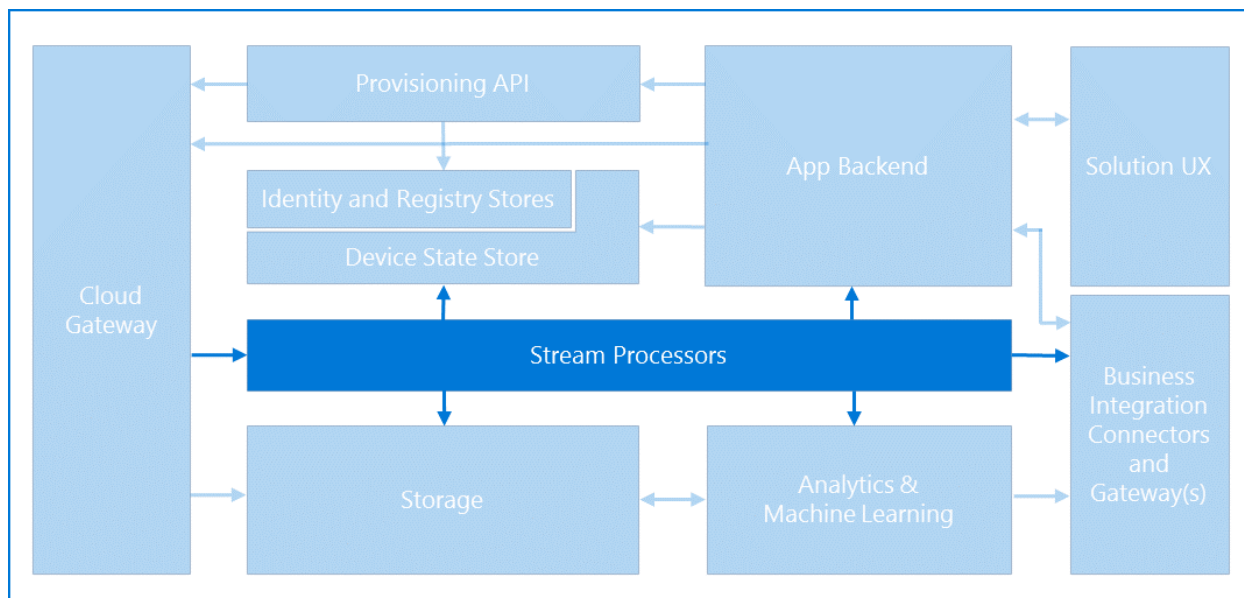 Provisioning API
App Backend
Solution UX
Identity and Registry Stores
Device State Store
Cloud
Gateway
Stream Processors
Business
Integration
Connectors
and
Gateway(s)
Storage
Analytics &
Machine Learning